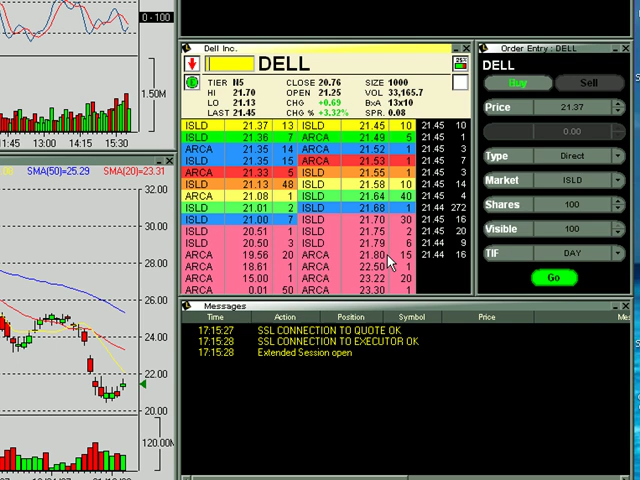 0 - 100
1.50M
1:45 13:00 14:15 15:30
SMA(50)=25.29 SMA(20)=23.31
32.00
30.00
28.00
26.00
24.00
22.00
20.00
120.00M
Dell Inc.
DELL
25%
TIER N5 CLOSE 20.76 SIZE 1000
HI 21.70 OPEN 21.25 VOL 33,165.7
LO 21.13 CHG +0.69 BxA 13x10
LAST 21.45 CHG % +3.32% SPR. 0.08
ISLD 21.37 13 ISLD 21.45 10 21.45 10
ISLD 21.36 7 ARCA 21.49 5 21.45 1
ARCA 21.35 14 ARCA 21.52 1 21.45 3
ISLD 21.35 15 ARCA 21.53 1 21.45 7
ARCA 21.33 5 ISLD 21.55 1 21.45 3
ISLD 21.13 48 ISLD 21.58 10 21.45 14
ARCA 21.08 1 ISLD 21.64 40 21.45 4
ISLD 21.01 2 ISLD 21.68 1 21.44 272
ISLD 21.00 7 ISLD 21.70 30 21.45 16
ISLD 20.51 1 ISLD 21.75 2 21.45 20
ISLD 20.50 3 ISLD 21.79 6 21.44 9
ARCA 19.56 20 ARCA 21.80 15 21.44 16
ARCA 18.61 1 ARCA 22.50 1
ARCA 15.00 1 ARCA 23.22 20
ARCA 0.01 50 ARCA 23.30 1
Order Entry : DELL
DELL
Buy Sell
Price 21.37
0.00
Type Direct
Market ISLD
Shares 100
Visible 100
TIF DAY
Go
Messages
Time Action Position Symbol Price Mes
17:15:27 SSL CONNECTION TO QUOTE OK
17:15:28 SSL CONNECTION TO EXECUTOR OK
17:15:28 Extended Session open